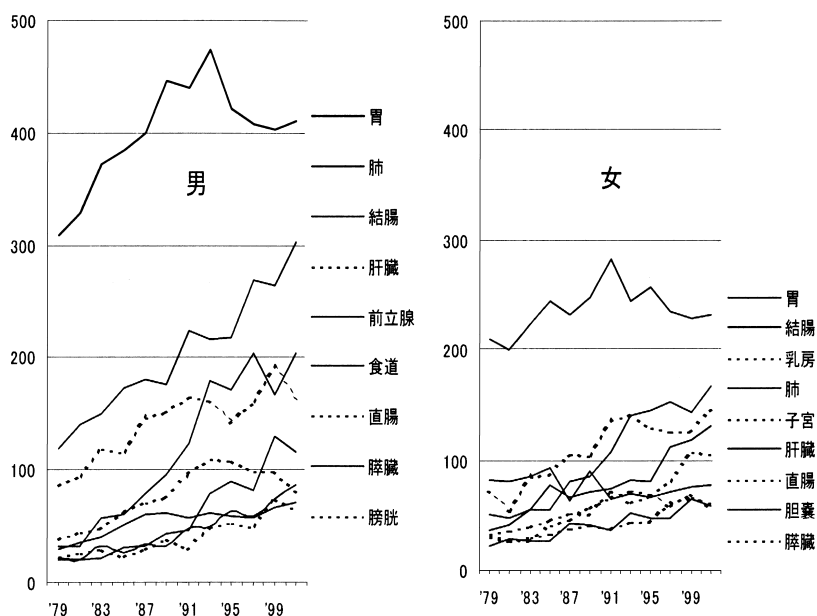 500
400
300
200
100
0
'79 '83 '87 '91 '95 '99
男
胃
肺
結腸
肝臓
前立腺
食道
直腸
膵臓
膀胱
500
400
300
200
100
0
'79 '83 '87 '91 '95 '99
女
胃
結腸
乳房
肺
子宮
肝臓
直腸
胆嚢
膵臓